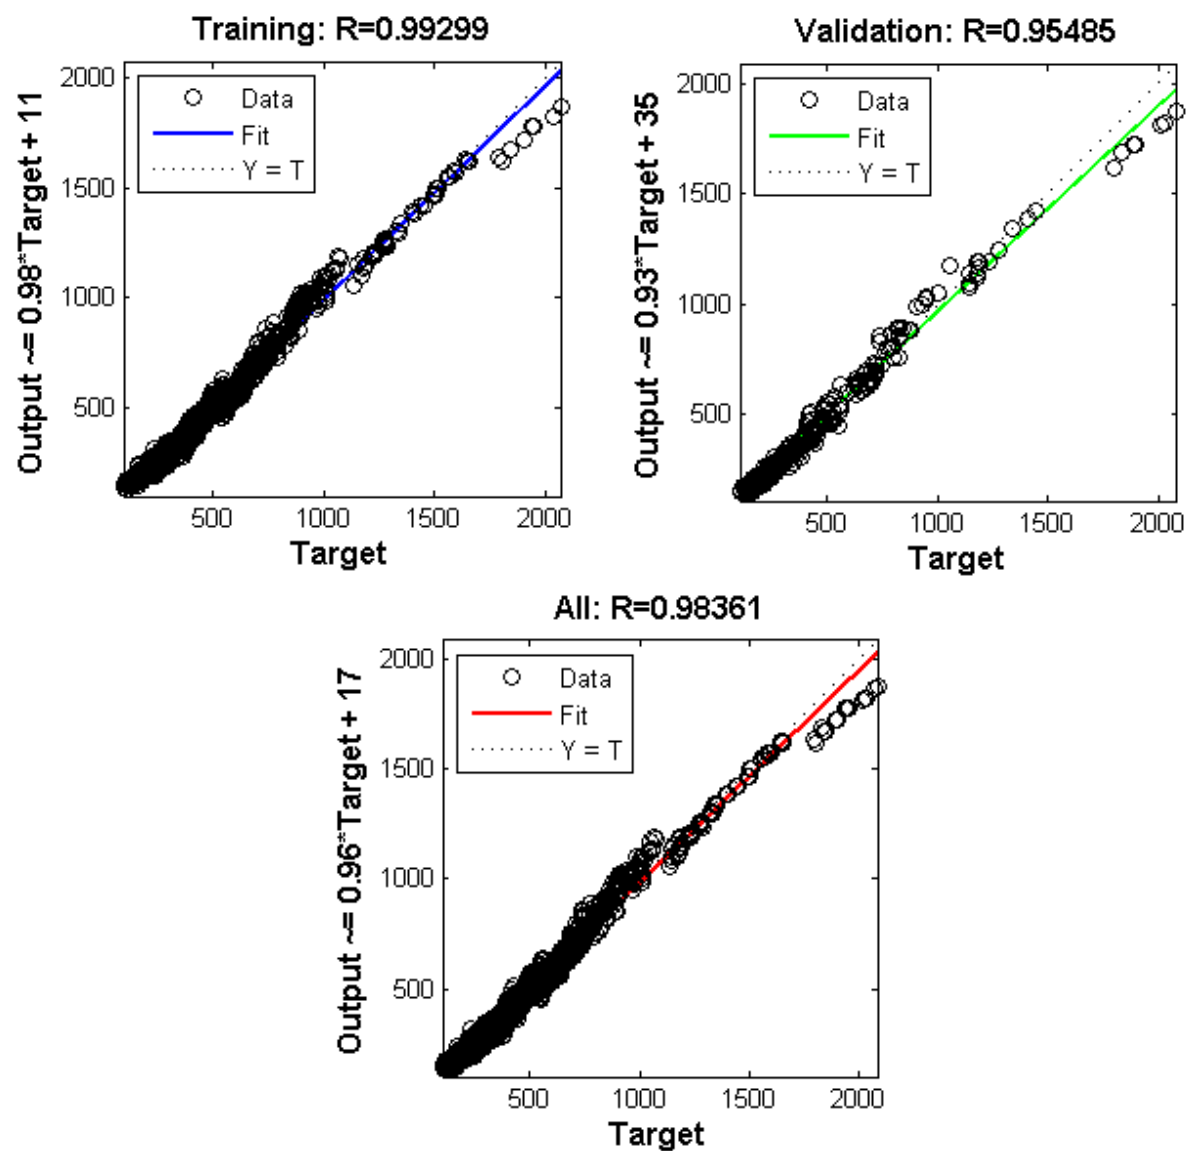 Training: R=0.99299
Output ~= 0.98*Target + 11
2000
1500
1000
500
Data
Fit
Y = T
500 1000 1500 2000
Target
Validation: R=0.95485
Output ~= 0.93*Target + 35
2000
1500
1000
500
Data
Fit
Y = T
500 1000 1500 2000
Target
All: R=0.98361
Output ~= 0.96*Target + 17
2000
1500
1000
500
Data
Fit
Y = T
500 1000 1500 2000
Target